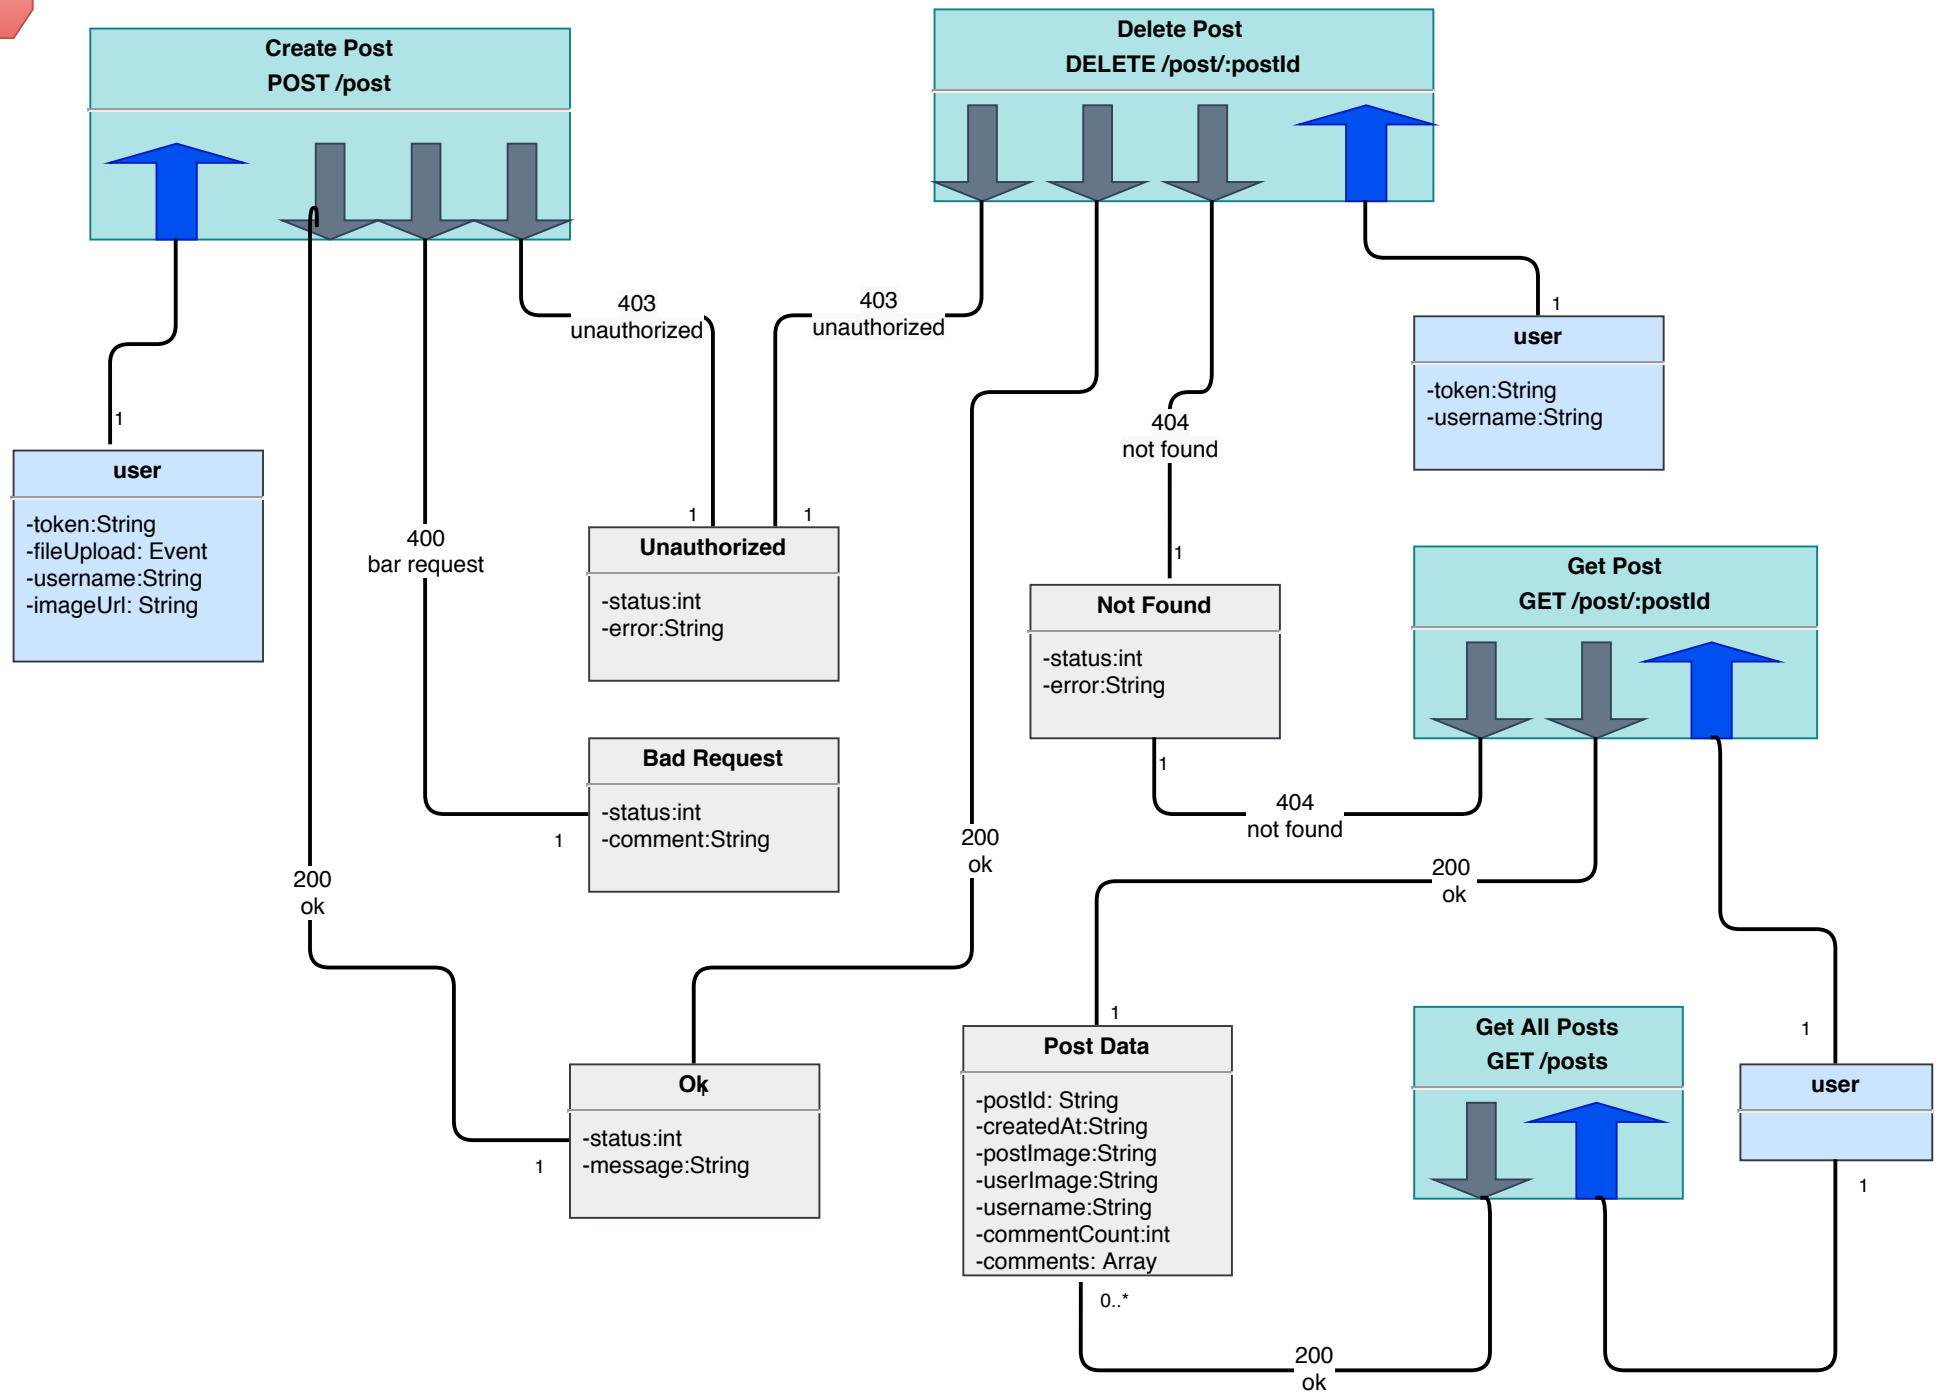 Create Post
POST /post
Delete Post
DELETE /post/:postId
403
unauthorized
403
unauthorized
1
user
-token:String
-username:String
1
user
-token:String
-fileUpload: Event
-username:String
-imageUrl: String
404
not found
400
bar request
1
1
Unauthorized
-status:int
-error:String
1
Not Found
-status:int
-error:String
Get Post
GET /post/:postId
1
404
not found
Bad Request
-status:int
-comment:String
1
200
ok
200
ok
200
ok
1
Post Data
-postId: String
-createdAt:String
-postImage:String
-userImage:String
-username:String
-commentCount:int
-comments: Array
0..*
Get All Posts
GET /posts
1
user
1
Ok
1
-status:int
-message:String
1
200
ok